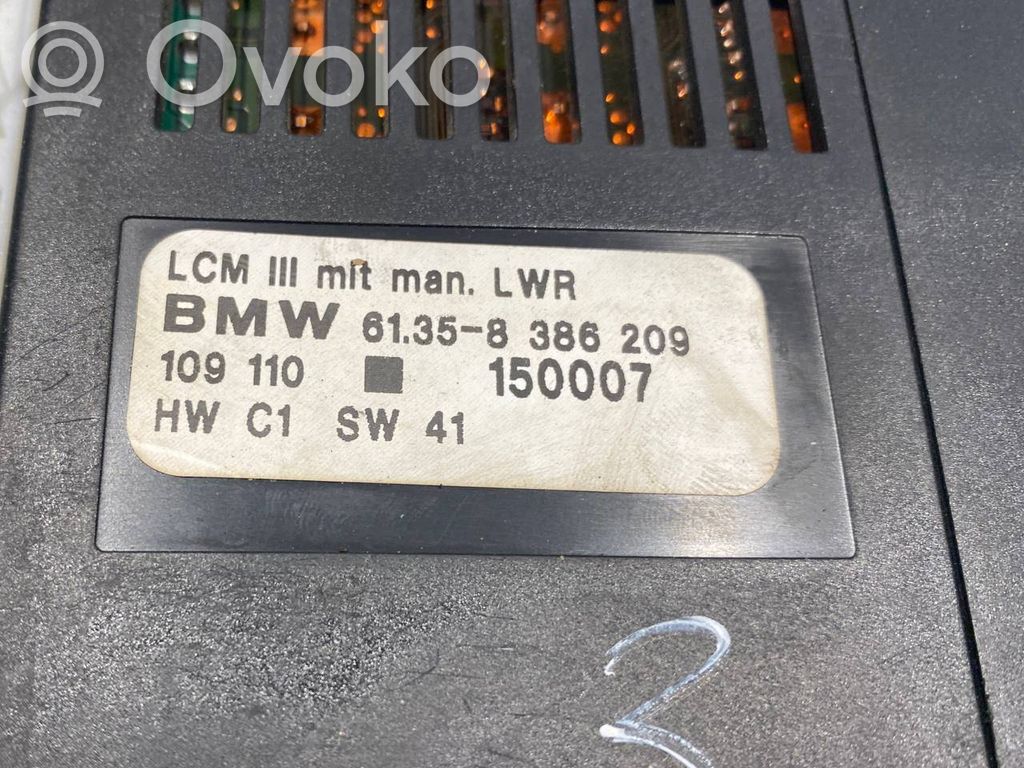 Ovoko
LCM III mit man. LWR
BMW 61.35-8 386 209
109 110 150007
HW C1 SW 41
2